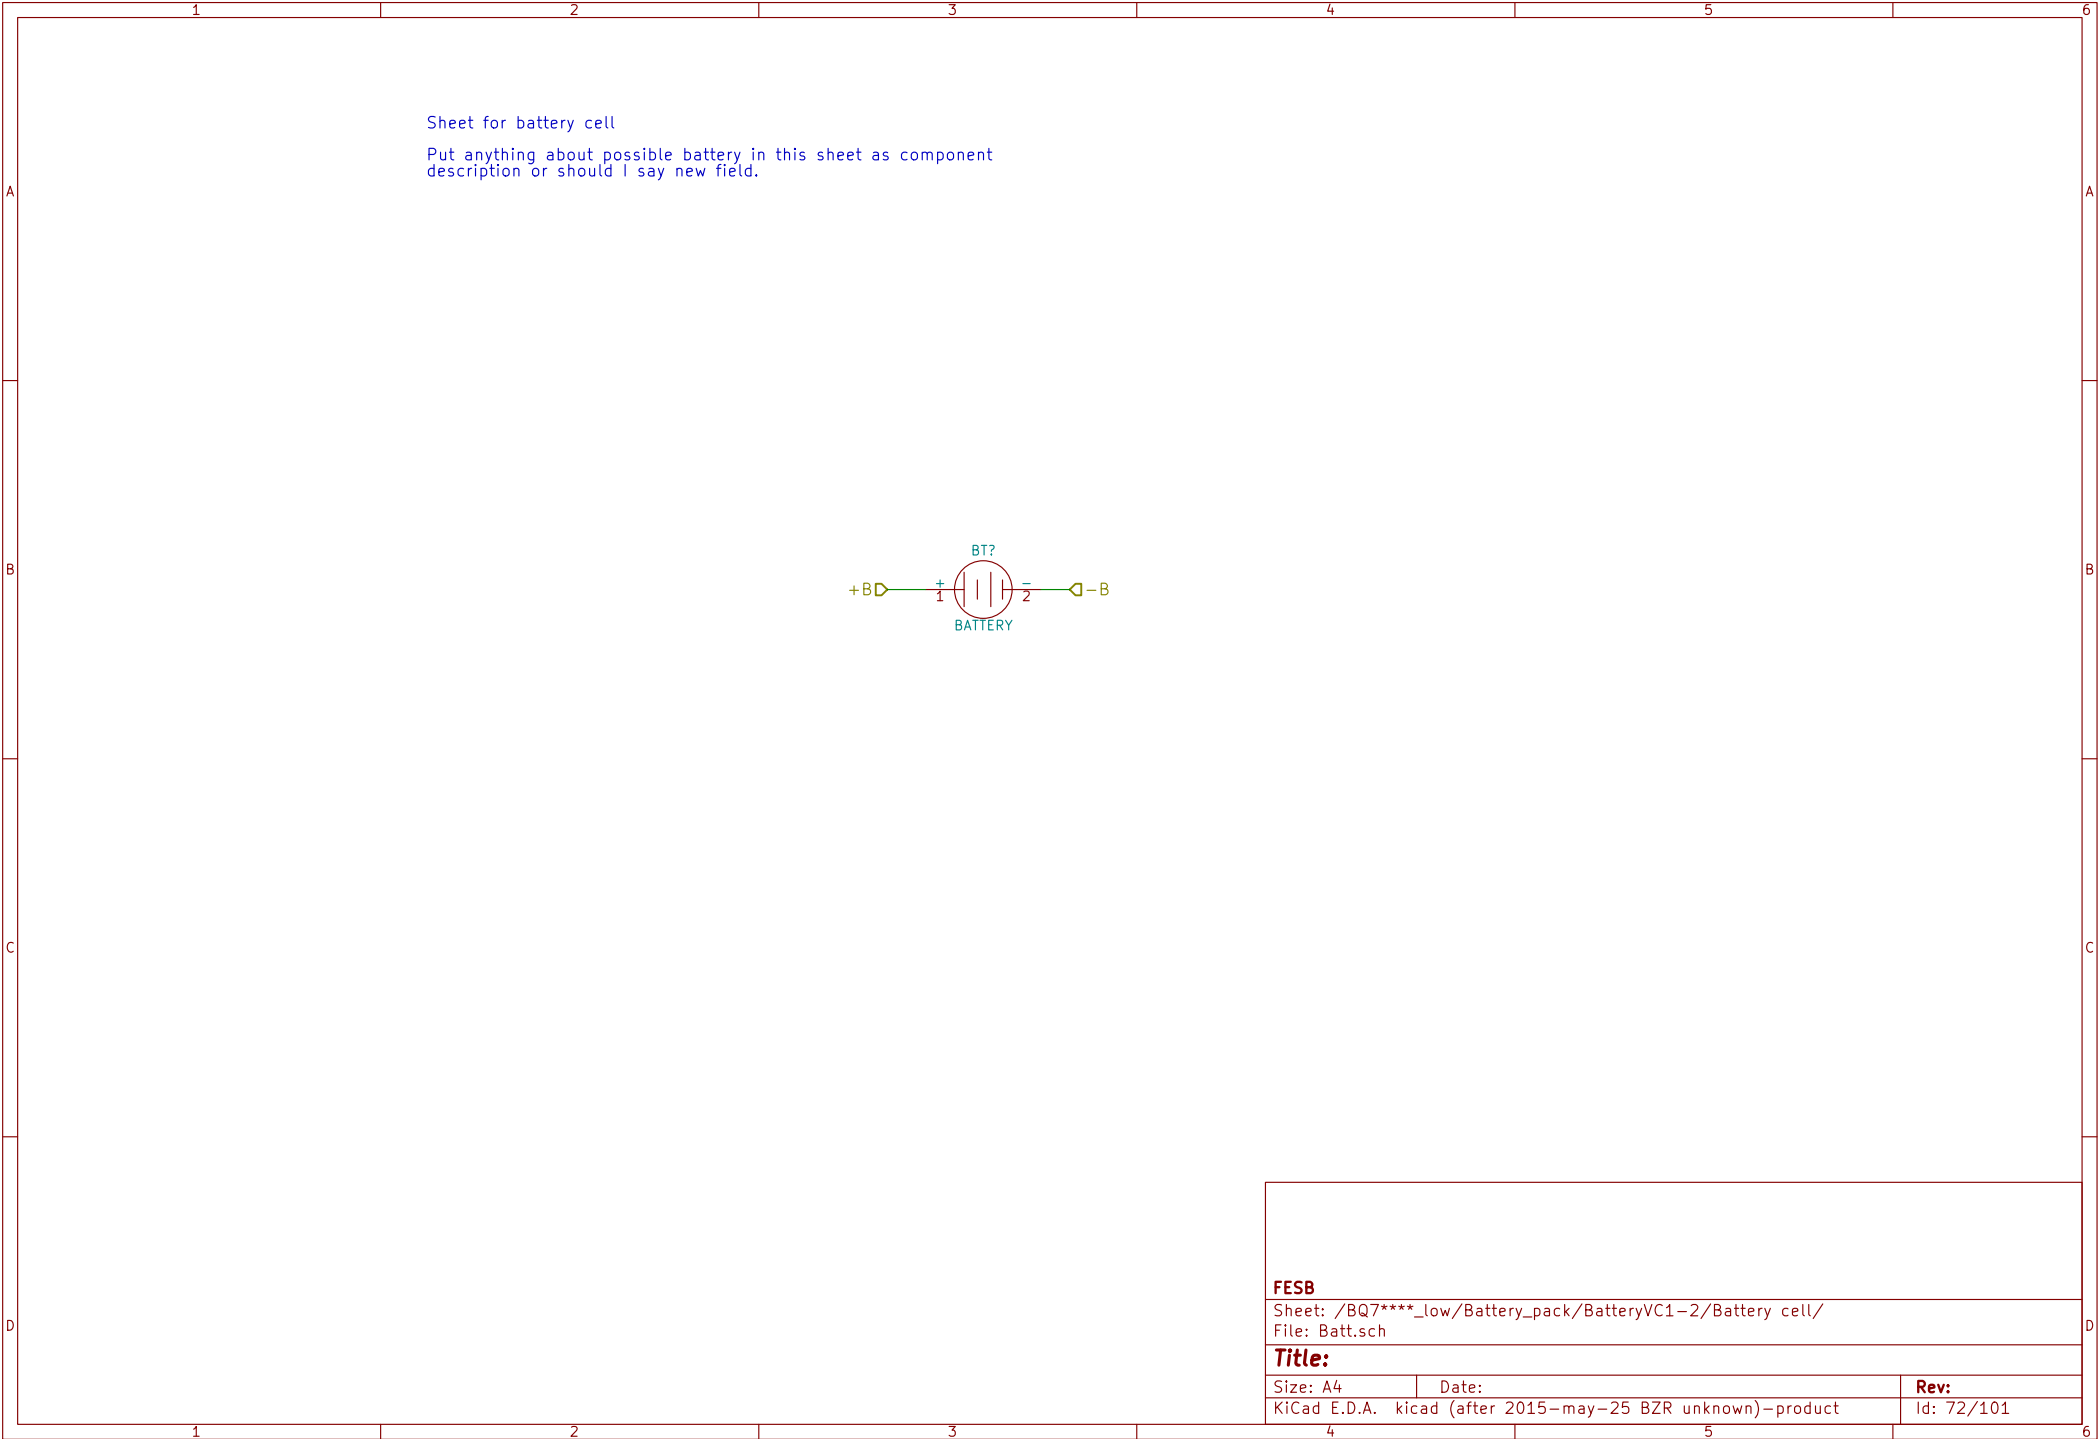 1 2 3 4 5 6
Sheet for battery cell
Put anything about possible battery in this sheet as component
description or should I say new field.
A A
BT?
B B
+B + 1 - 2 -B
BATTERY
C C
FESB
Sheet: /BQ7****_low/Battery_pack/BatteryVC1-2/Battery cell/
D D
File: Batt.sch
Title:
Size: A4 Date: Rev:
KiCad E.D.A. kicad (after 2015-may-25 BZR unknown)-product Id: 72/101
1 2 3 4 5 6